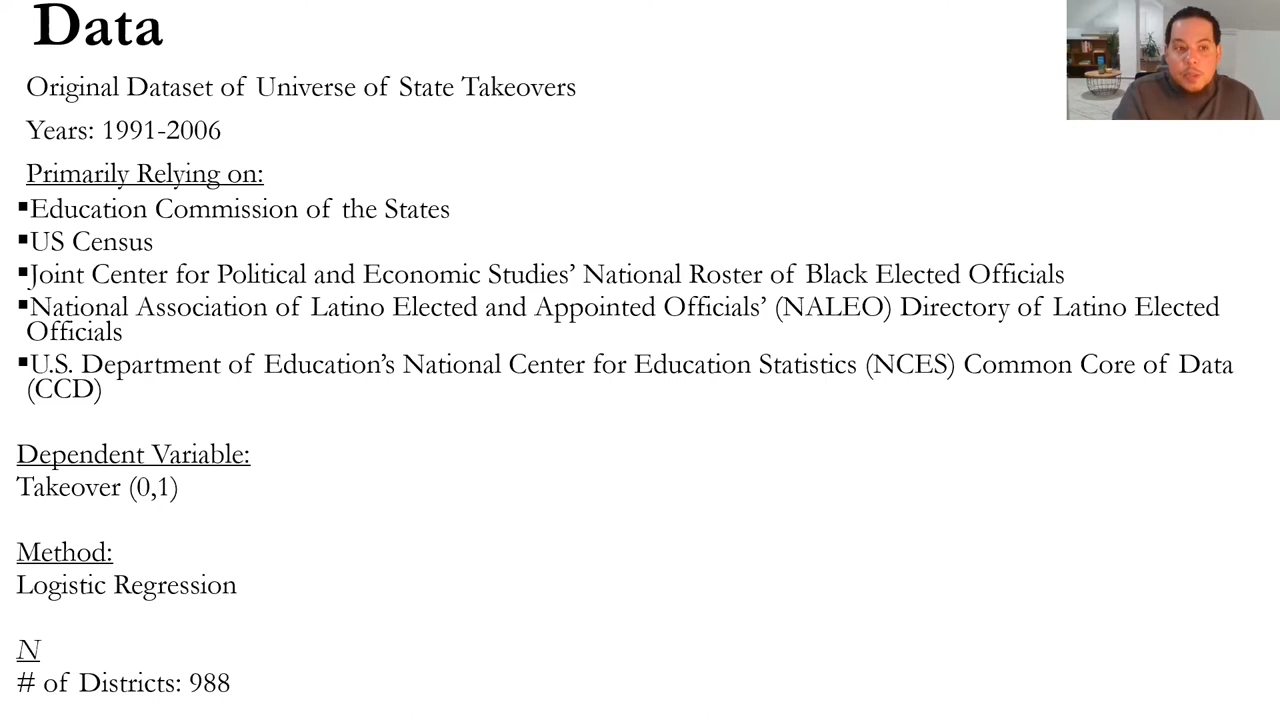 Data
Original Dataset of Universe of State Takeovers
Years: 1991-2006
Primarily Relying on:
▪Education Commission of the States
▪US Census
▪Joint Center for Political and Economic Studies’ National Roster of Black Elected Officials
▪National Association of Latino Elected and Appointed Officials’ (NALEO) Directory of Latino Elected
Officials
▪U.S. Department of Education’s National Center for Education Statistics (NCES) Common Core of Data
(CCD)
Dependent Variable:
Takeover (0,1)
Method:
Logistic Regression
N
# of Districts: 988